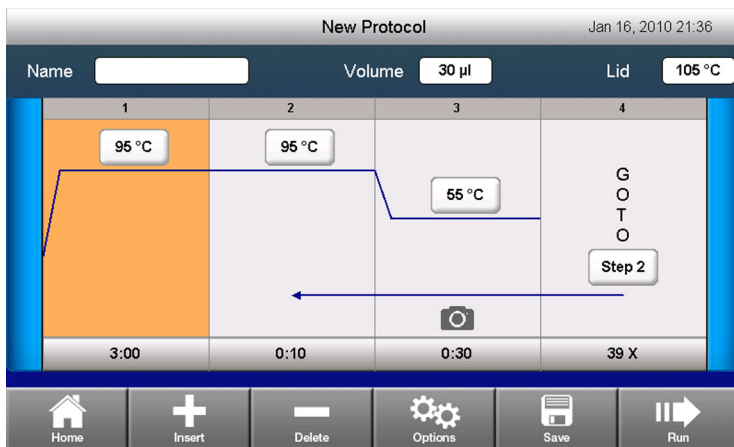 New Protocol Jan 16, 2010 21:36
Name Volume 30 µl Lid 105 °C
1 2 3 4
95 °C 95 °C
55 °C
G
O
T
O
Step 2
3:00 0:10 0:30 39 X
Home Insert Delete Options Save Run